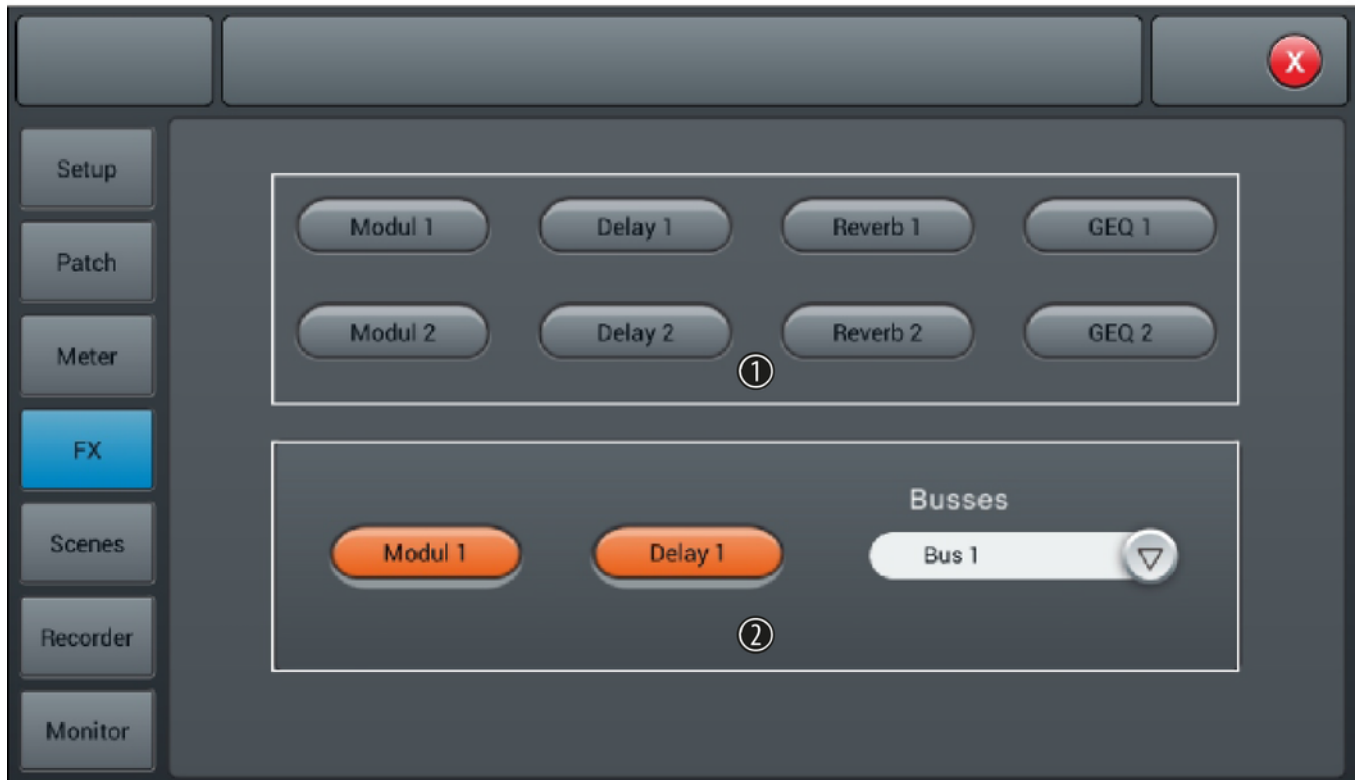 X
Setup
Patch
Meter
FX
Scenes
Recorder
Monitor
Modul 1 Delay 1 Reverb 1 GEQ 1
Modul 2 Delay 2 Reverb 2 GEQ 2
①
Busses
Modul 1 Delay 1 Bus 1
②